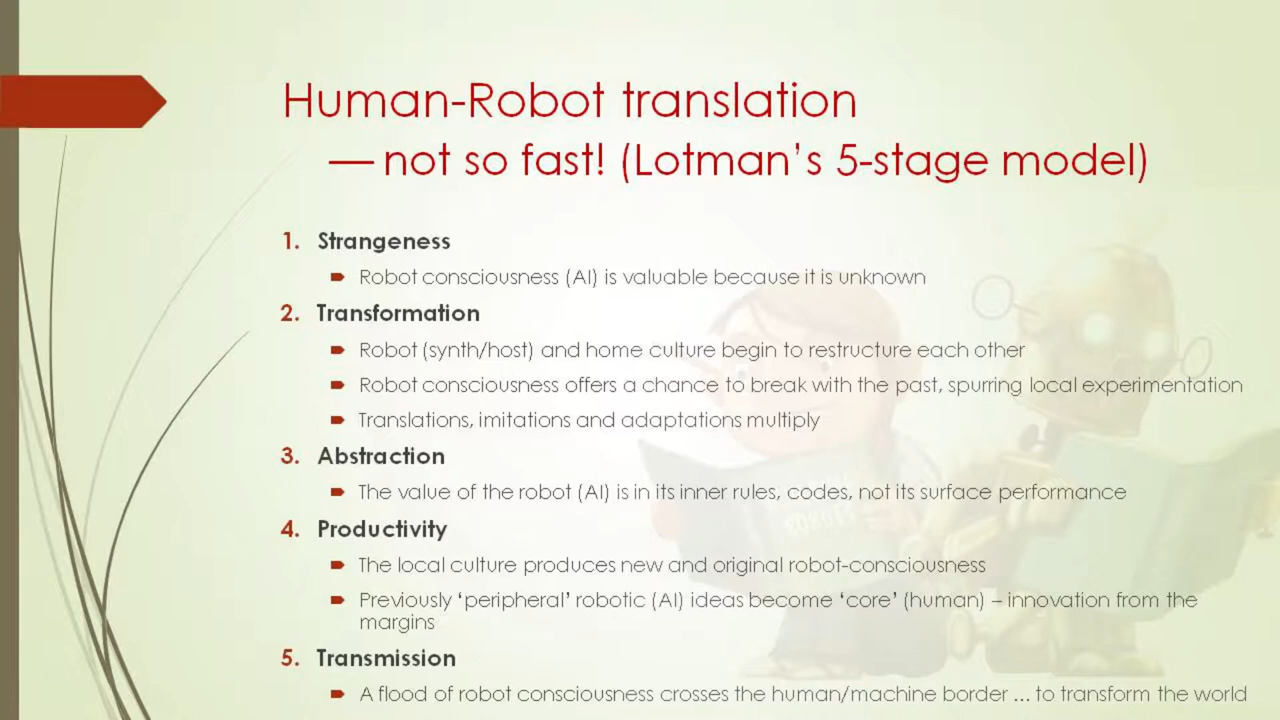 Human-Robot translation
— not so fast! (Lotman's 5-stage model)
1. Strangeness
Robot consciousness (AI) is valuable because it is unknown
2. Transformation
Robot (synth/host) and home culture begin to restructure each other
Robot consciousness offers a chance to break with the past, spurring local experimentation
Translations, imitations and adaptations multiply
3. Abstraction
The value of the robot (AI) is in its inner rules, codes, not its surface performance
4. Productivity
The local culture produces new and original robot-consciousness
Previously 'peripheral' robotic (AI) ideas become 'core' (human) – innovation from the
margins
5. Transmission
A flood of robot consciousness crosses the human/machine border ... to transform the world